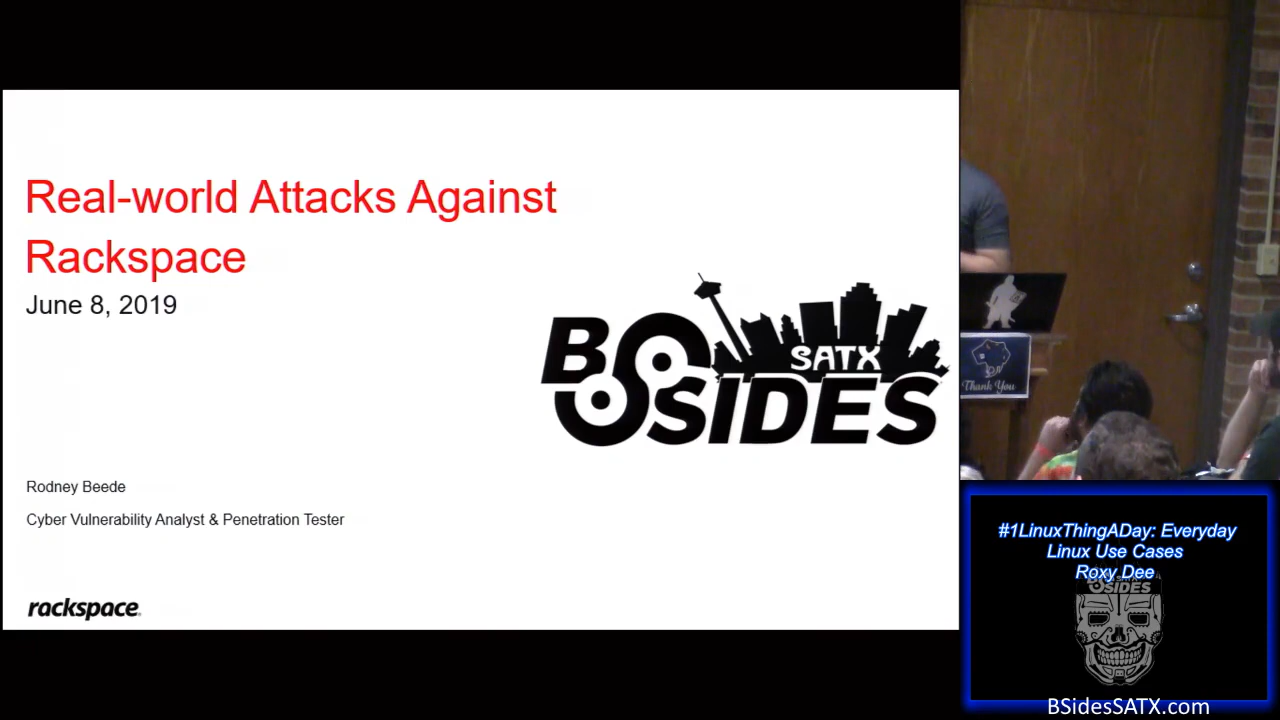 Real-world Attacks Against
Rackspace
June 8, 2019
SATX
BSIDES
Rodney Beede
Cyber Vulnerability Analyst & Penetration Tester
rackspace
Thank You
#1LinuxThingADay: Everyday
Linux Use Cases
Roxy Dee
BSIDES
BSidesSATX.com